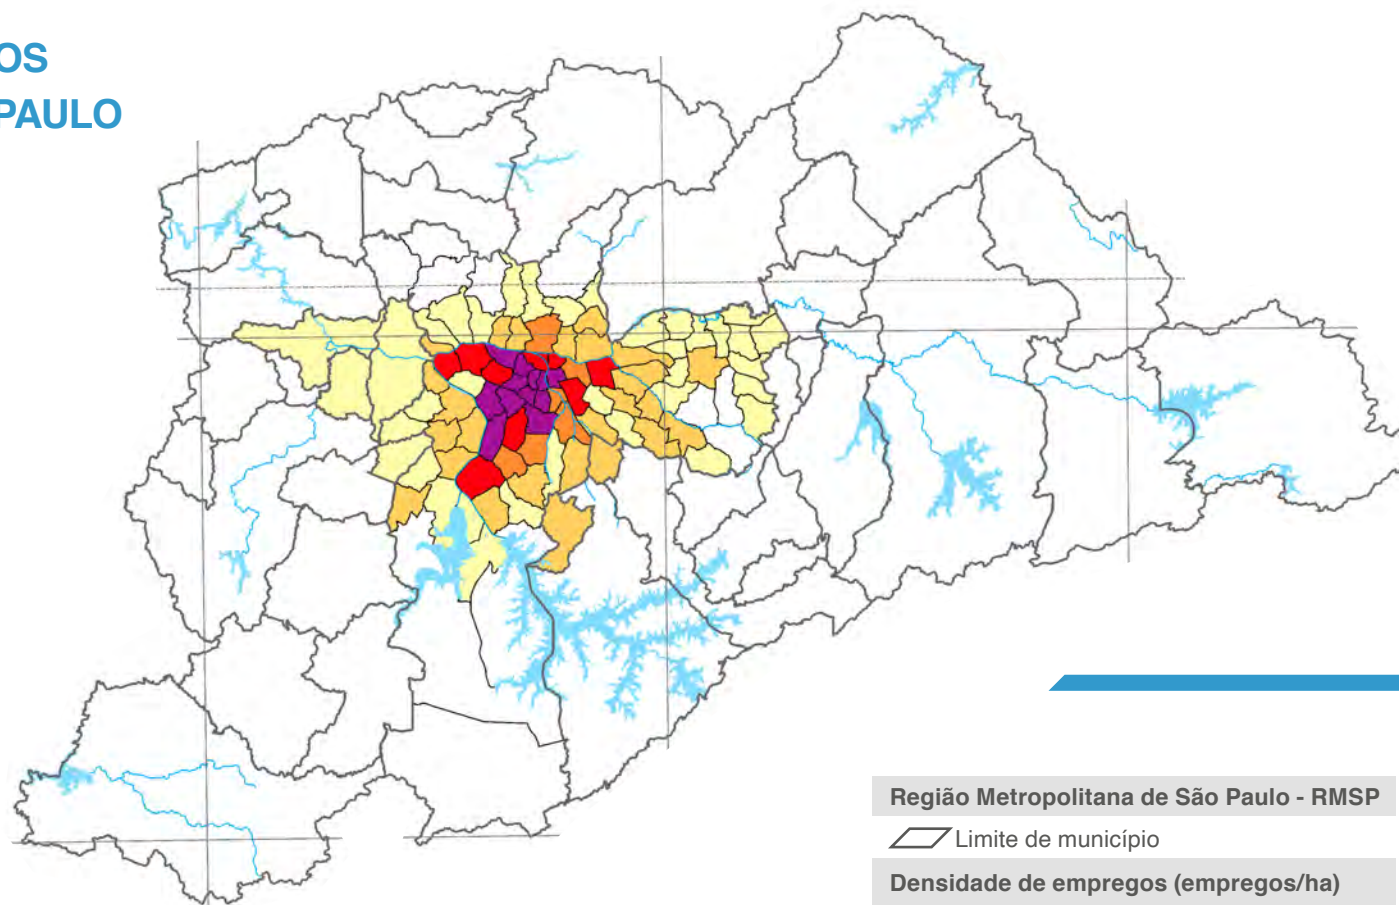 OS
PAULO
Região Metropolitana de São Paulo - RMSP
Limite de município
Densidade de empregos (empregos/ha)